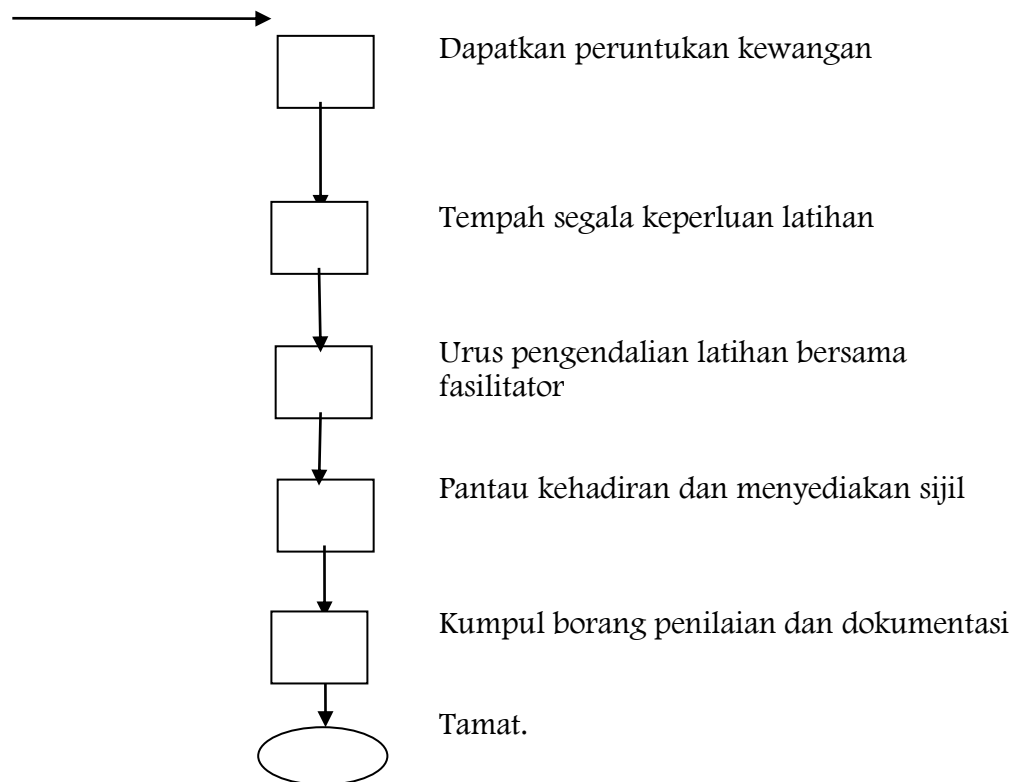 Dapatkan peruntukan kewangan
Tempah segala keperluan latihan
Urus pengendalian latihan bersama
fasilitator
Pantau kehadiran dan menyediakan sijil
Kumpul borang penilaian dan dokumentasi
Tamat.